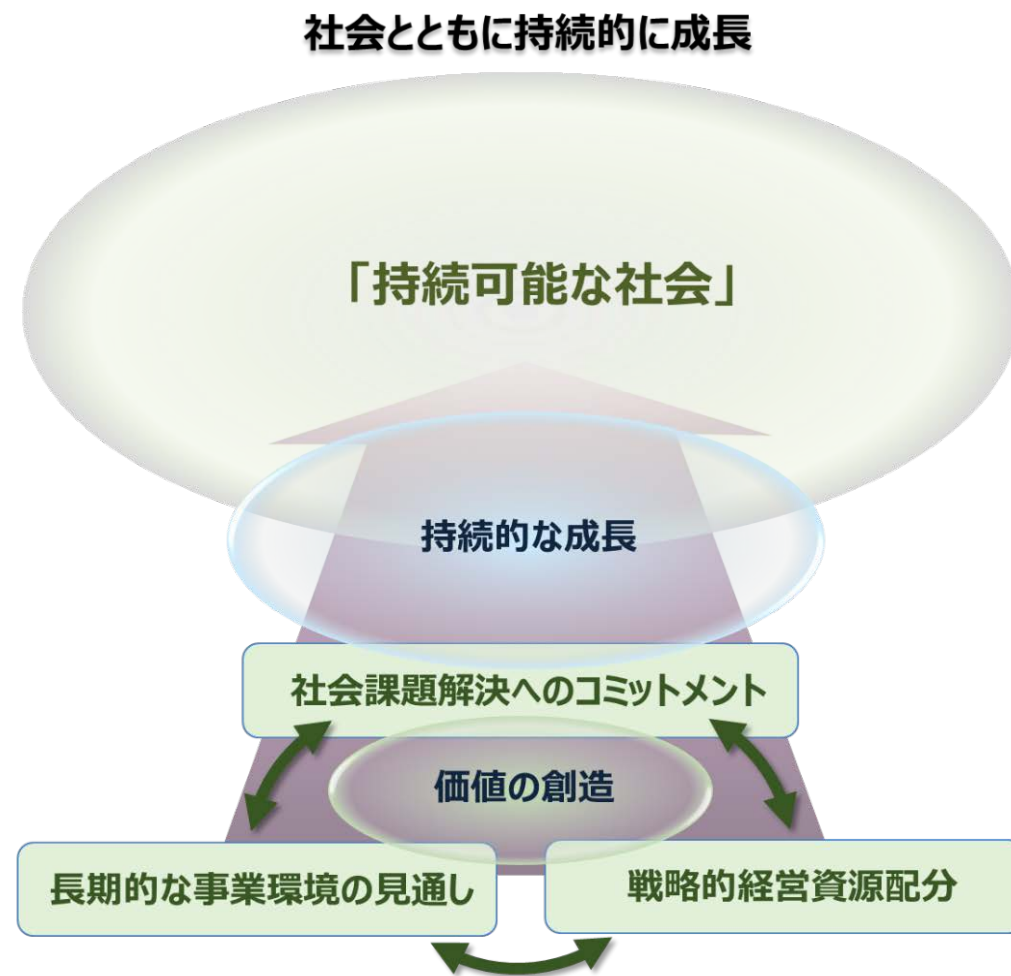 社会とともに持続的に成長
「持続可能な社会」
持続的な成長
社会課題解決へのコミットメント
価値の創造
長期的な事業環境の見通し
戦略的経営資源配分